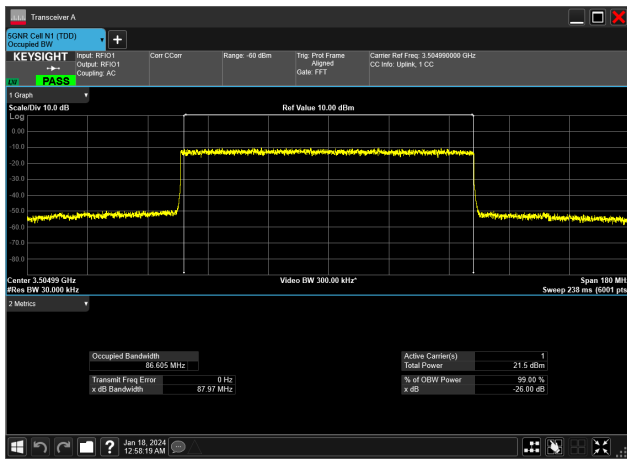 Transceiver A
5GNR Cell N1 (TDD)
Occupied BW
+
KEYSIGHT
LXI
PASS
Input: RFIO1
Output: RFIO1
Coupling: AC
Corr CCorr
Range: -60 dBm
Trig: Prot Frame
Aligned
Gate: FFT
Carrier Ref Freq: 3.504990000 GHz
CC Info: Uplink, 1 CC
1 Graph
Scale/Div 10.0 dB
Ref Value 10.00 dBm
Log
0.00
-10.0
-20.0
-30.0
-40.0
-50.0
-60.0
-70.0
-80.0
Center 3.50499 GHz
Video BW 300.00 kHz*
Span 180 MHz
#Res BW 30.000 kHz
Sweep 238 ms (6001 pts)
2 Metrics
Occupied Bandwidth
86.605 MHz
Transmit Freq Error 0 Hz
x dB Bandwidth 87.97 MHz
Active Carrier(s) 1
Total Power 21.5 dBm
% of OBW Power 99.00 %
x dB -26.00 dB
?
Jan 18, 2024
12:58:19 AM